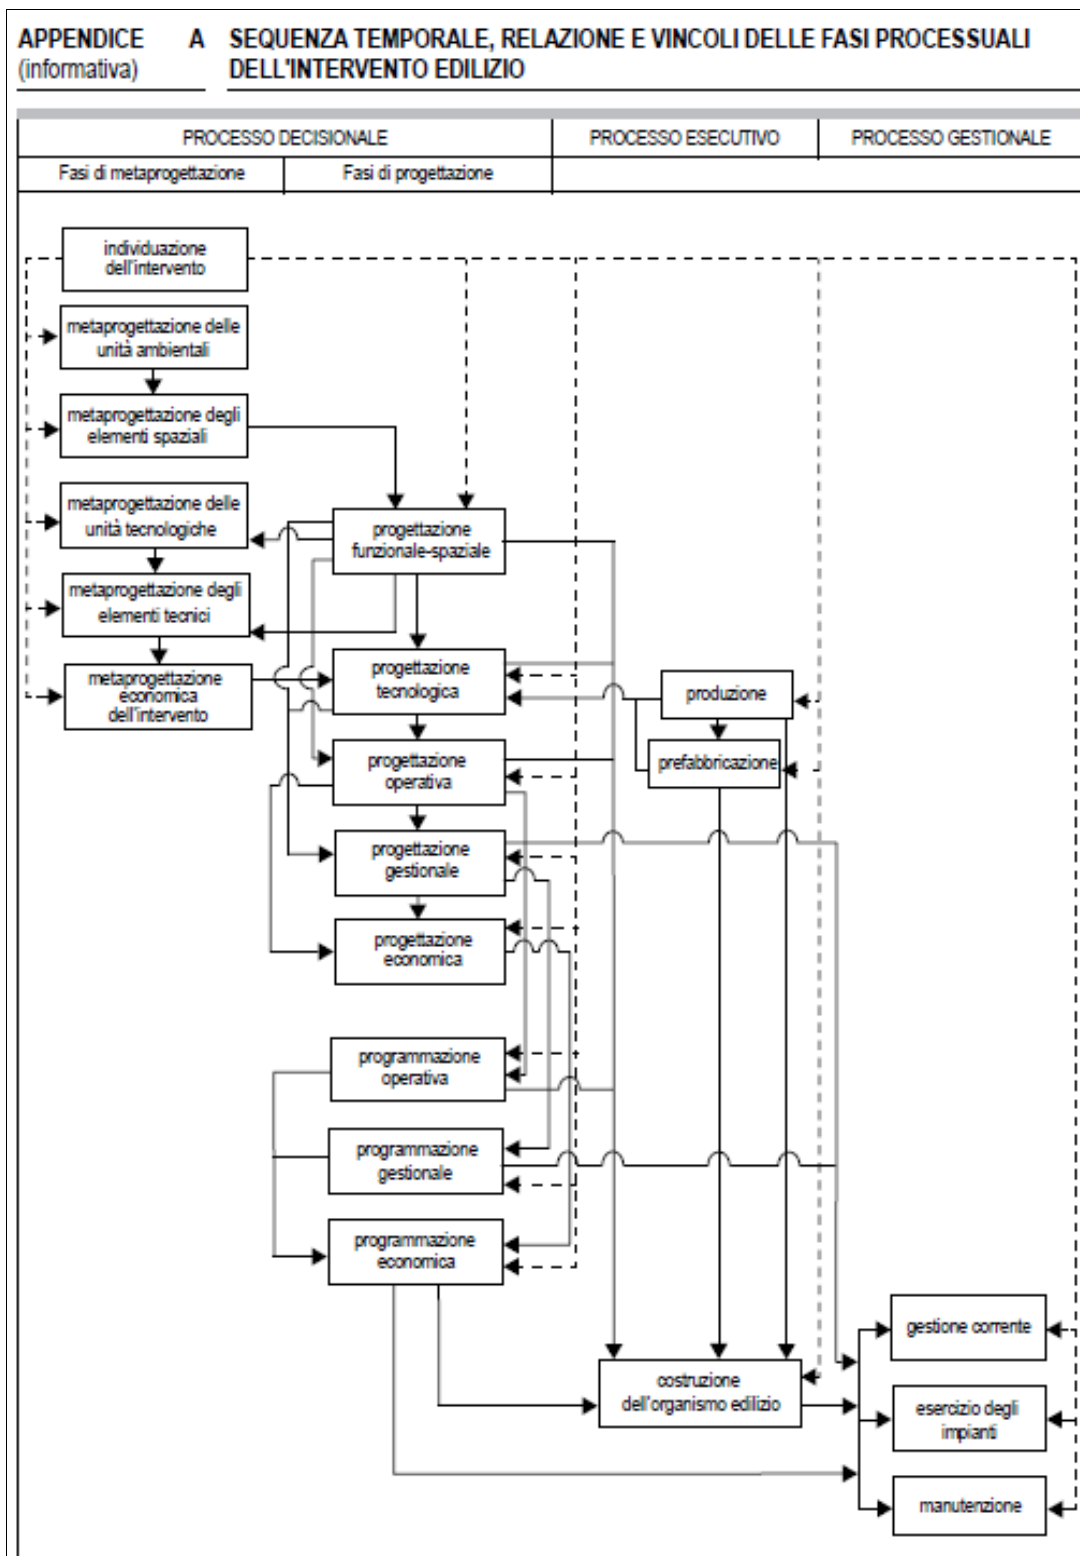 APPENDICE A SEQUENZA TEMPORALE, RELAZIONE E VINCOLI DELLE FASI PROCESSUALI
(informativa) DELL'INTERVENTO EDILIZIO
PROCESSO DECISIONALE PROCESSO ESECUTIVO PROCESSO GESTIONALE
Fasi di metaprogettazione Fasi di progettazione
individuazione
dell'intervento
metaprogettazione delle
unità ambientali
metaprogettazione degli
elementi spaziali
metaprogettazione delle
unità tecnologiche
progettazione
funzionale-spaziale
metaprogettazione degli
elementi tecnici
metaprogettazione
economica
dell'intervento
progettazione
tecnologica
produzione
progettazione
operativa
prefabbricazione
progettazione
gestionale
progettazione
economica
programmazione
operativa
programmazione
gestionale
programmazione
economica
gestione corrente
costruzione
dell'organismo edilizio
esercizio degli
impianti
manutenzione